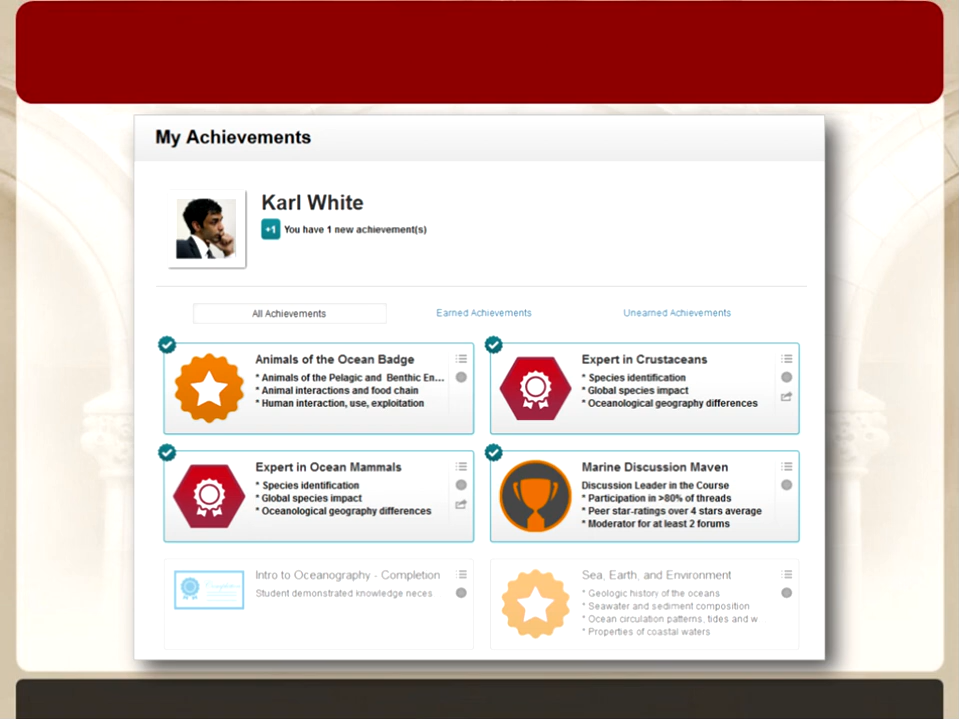 My Achievements
Karl White
+1 You have 1 new achievement(s)
All Achievements Earned Achievements Unearned Achievements
Animals of the Ocean Badge
* Animals of the Pelagic and Benthic En...
* Animal interactions and food chain
* Human interaction, use, exploitation
Expert in Crustaceans
* Species identification
* Global species impact
* Oceanological geography differences
Expert in Ocean Mammals
* Species identification
* Global species impact
* Oceanological geography differences
Marine Discussion Maven
Discussion Leader in the Course
* Participation in >80% of threads
* Peer star-ratings over 4 stars average
* Moderator for at least 2 forums
Intro to Oceanography - Completion
Student demonstrated knowledge neces.
Sea, Earth, and Environment
* Geologic history of the oceans
* Seawater and sediment composition
* Ocean circulation patterns, tides and w
* Properties of coastal waters